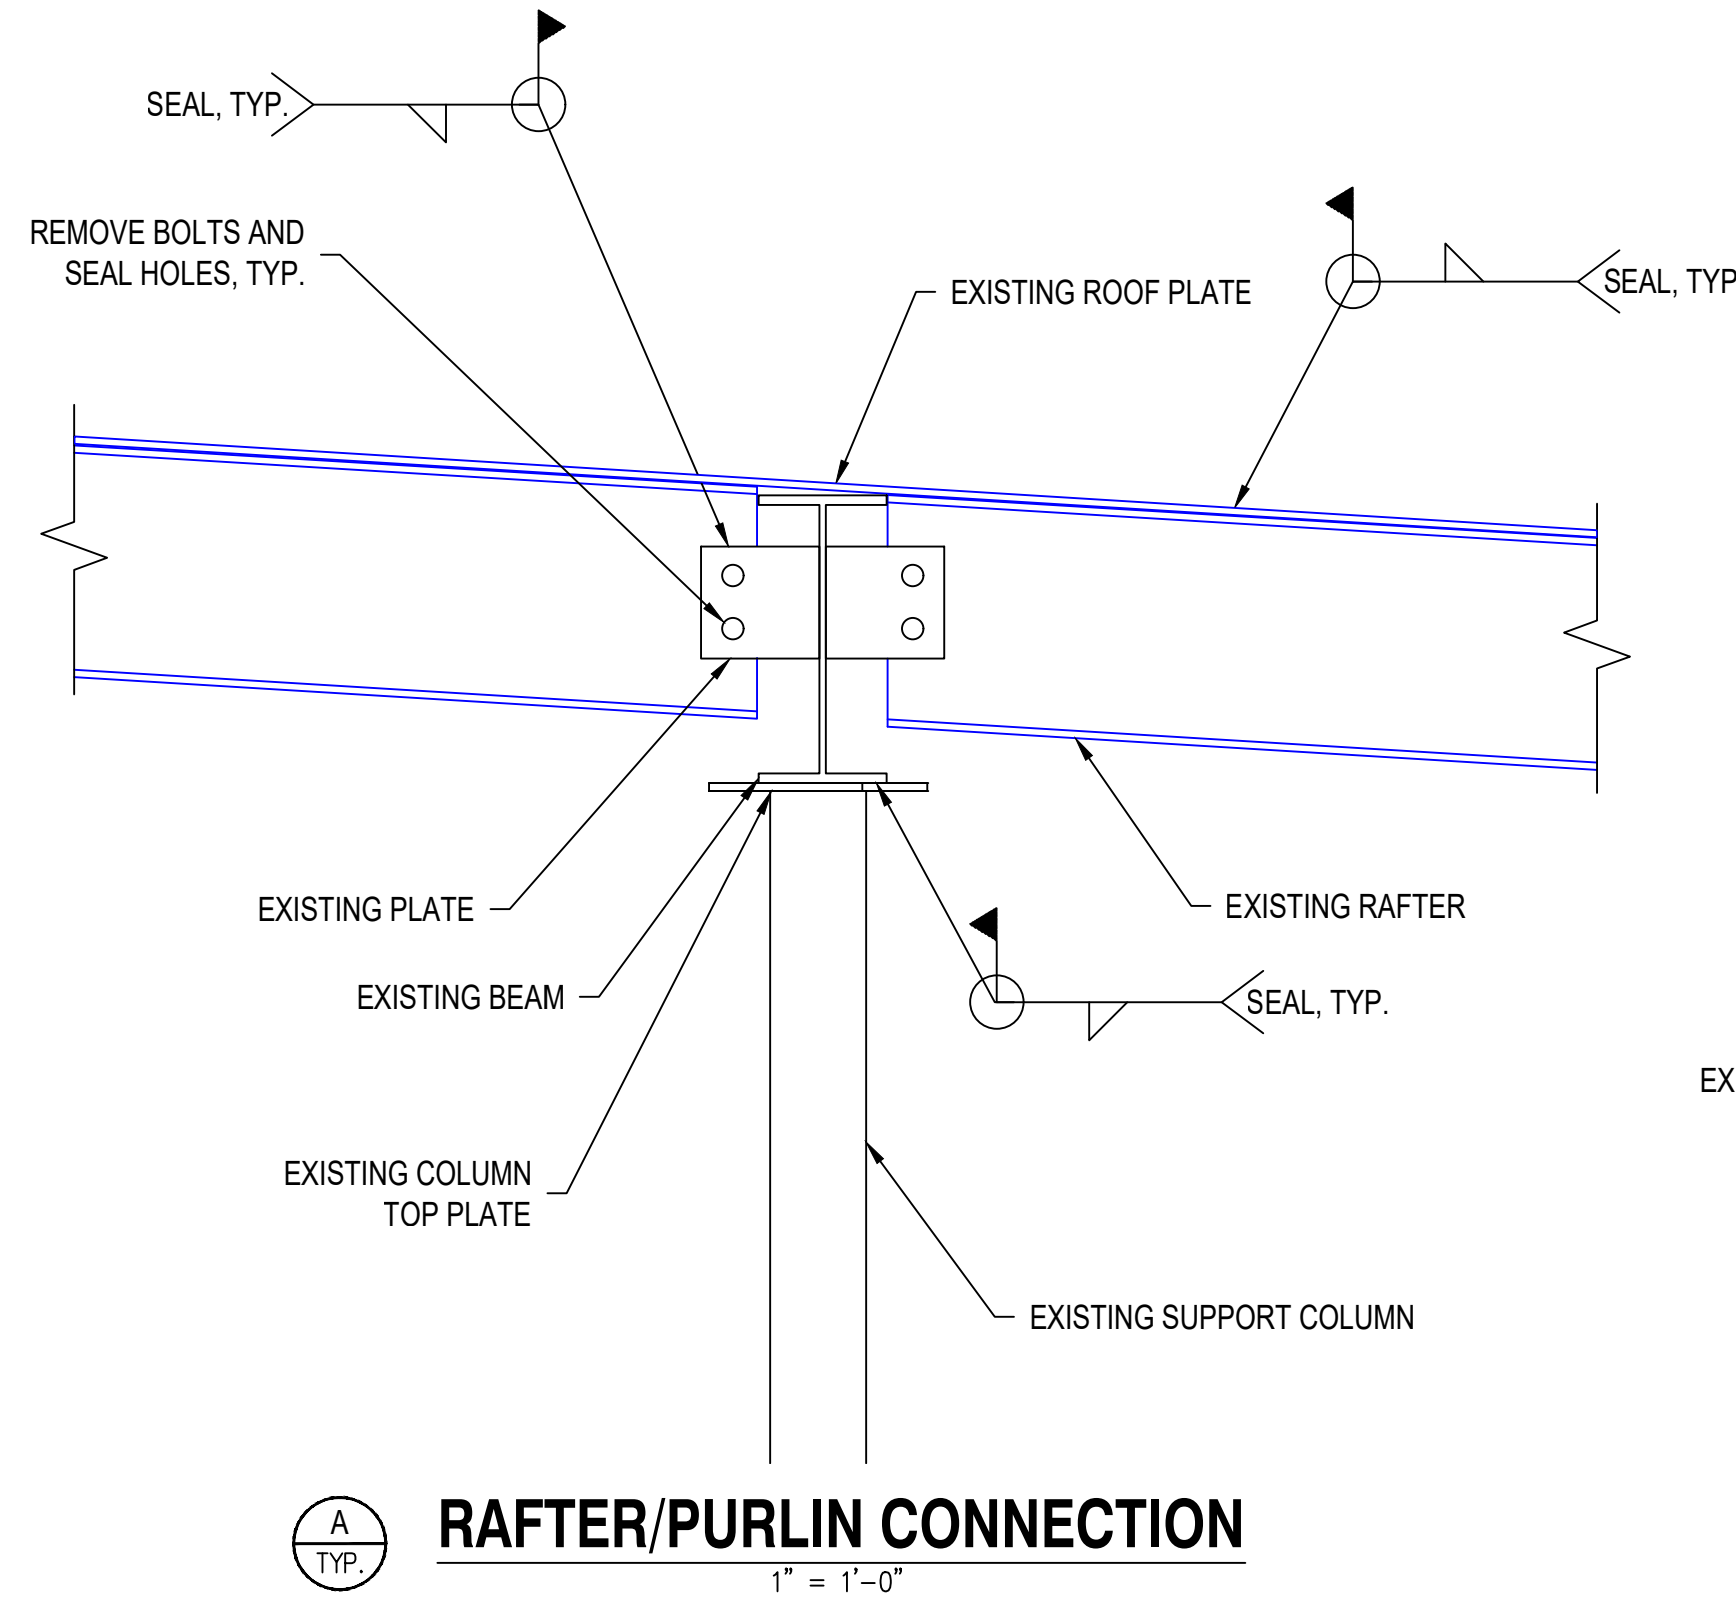 SEAL, TYP.
REMOVE BOLTS AND
SEAL HOLES, TYP.
EXISTING ROOF PLATE
SEAL, TYP
EXISTING PLATE
EXISTING RAFTER
EXISTING BEAM
SEAL, TYP.
EX
EXISTING COLUMN
TOP PLATE
EXISTING SUPPORT COLUMN
A
TYP.
RAFTER/PURLIN CONNECTION
1” = 1’-0”